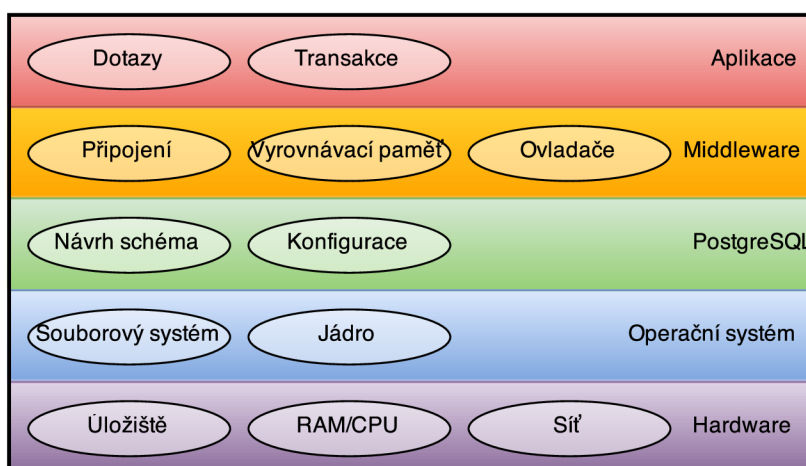 Dotazy Transakce Aplikace
Připojení Vyrovnávací paměť Ovladače Middleware
Návrh schéma Konfigurace PostgreSQL
Souborový systém Jádro Operační systém
Úložiště RAM/CPU Síť Hardware